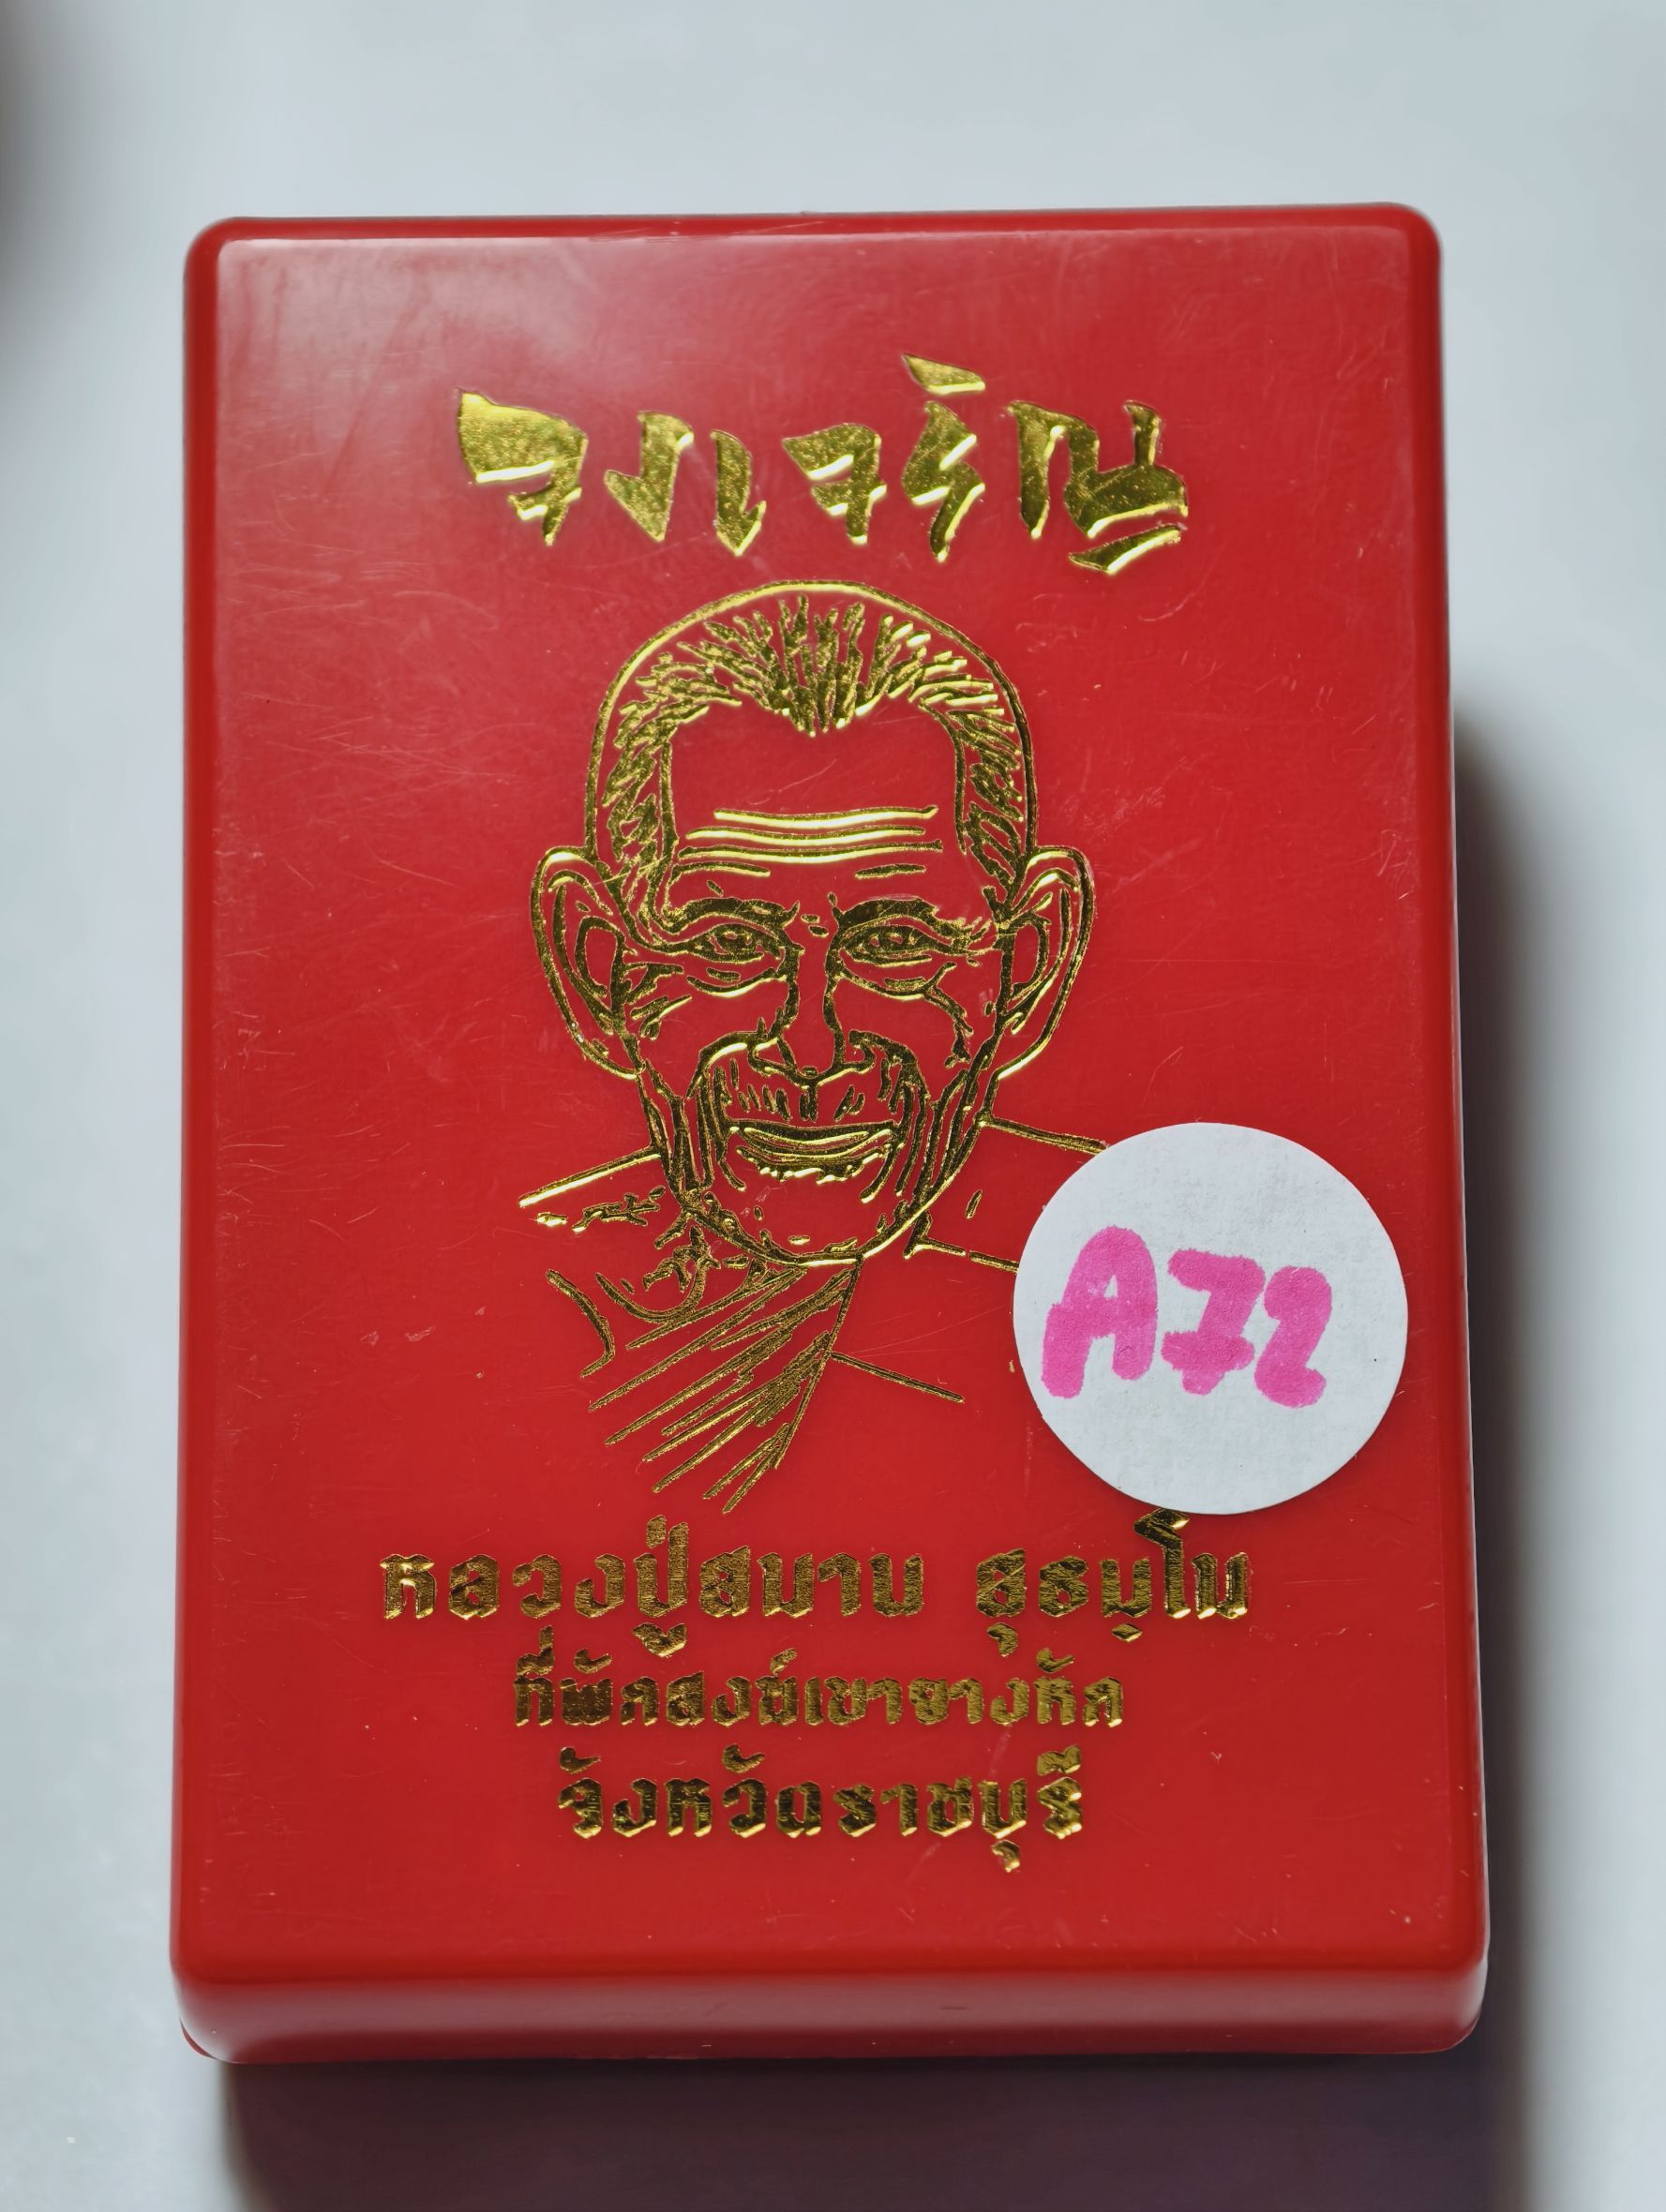 จงเจริญ
A72
หลวงปู่สมาน สุธมฺโม
ที่พักสงฆ์เขายางหัก
จังหวัดราชบุรี